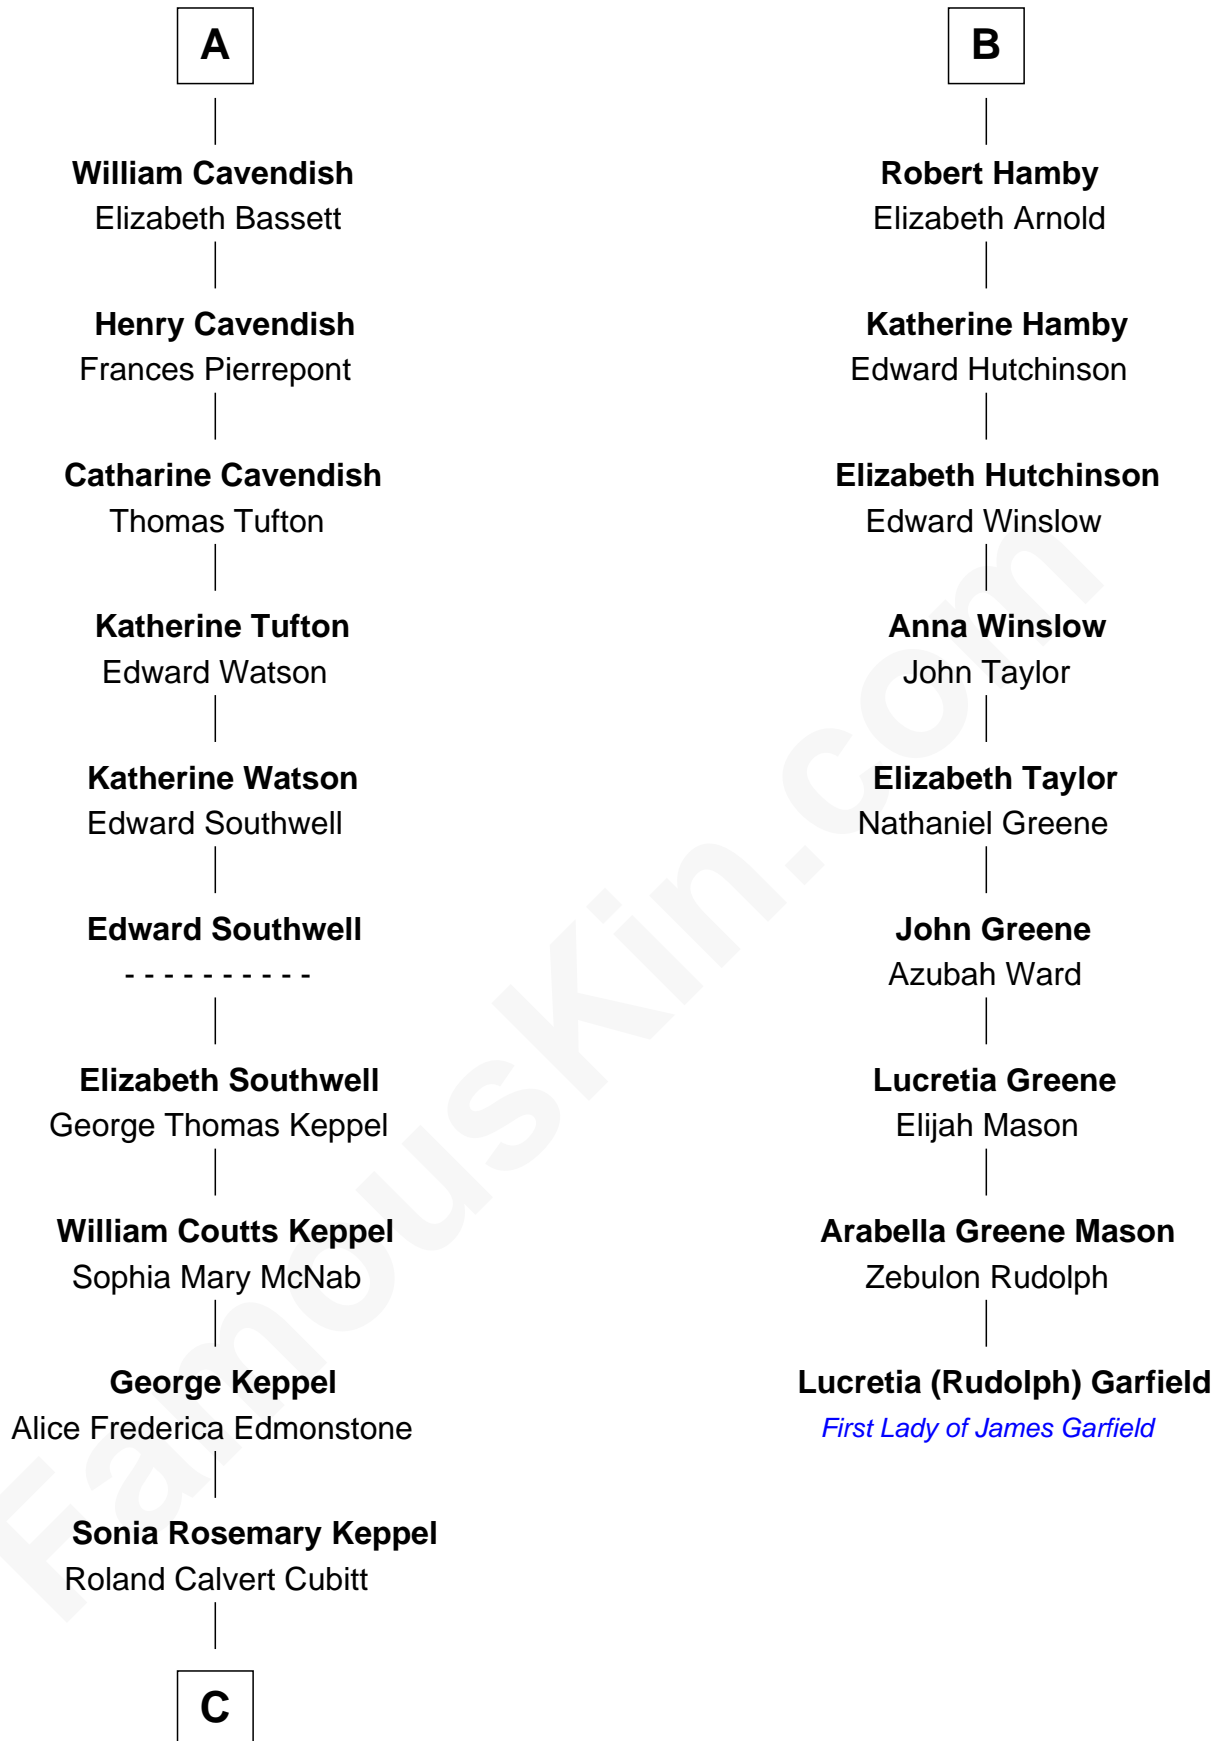 A
William Cavendish
Elizabeth Bassett
Henry Cavendish
Frances Pierrepont
Catharine Cavendish
Thomas Tufton
Katherine Tufton
Edward Watson
Katherine Watson
Edward Southwell
Edward Southwell
- - - - - - - - - -
Elizabeth Southwell
George Thomas Keppel
William Coutts Keppel
Sophia Mary McNab
George Keppel
Alice Frederica Edmonstone
Sonia Rosemary Keppel
Roland Calvert Cubitt
C
B
Robert Hamby
Elizabeth Arnold
Katherine Hamby
Edward Hutchinson
Elizabeth Hutchinson
Edward Winslow
Anna Winslow
John Taylor
Elizabeth Taylor
Nathaniel Greene
John Greene
Azubah Ward
Lucretia Greene
Elijah Mason
Arabella Greene Mason
Zebulon Rudolph
Lucretia (Rudolph) Garfield
First Lady of James Garfield
FamousKin.com